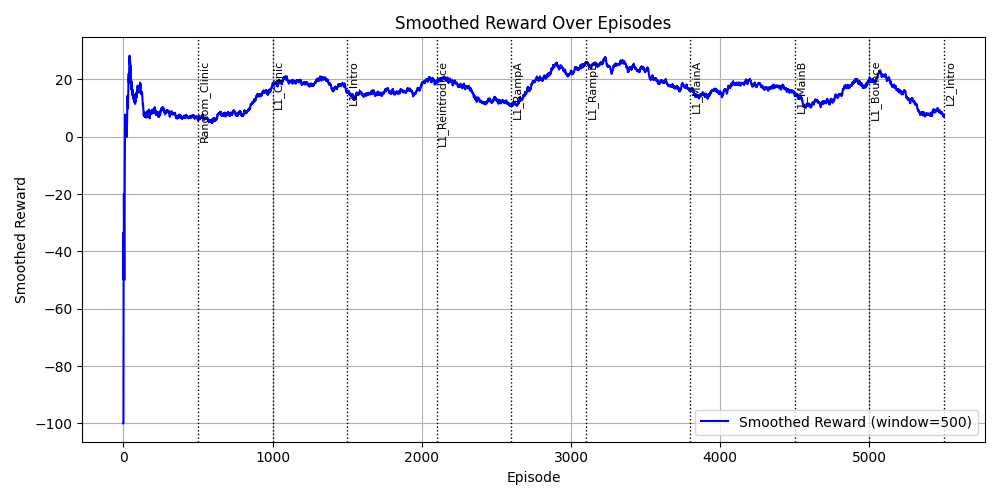 Smoothed Reward Over Episodes
Smoothed Reward
20
0
−20
−40
−60
−80
−100
Random_Clinic
L1_Clinic
L2_Intro
L1_Reintroduce
L1_RampA
L1_RampB
L1_MainA
L1_MainB
L1_Bounce
L2_Intro
Smoothed Reward (window=500)
0
1000
2000
3000
4000
5000
Episode